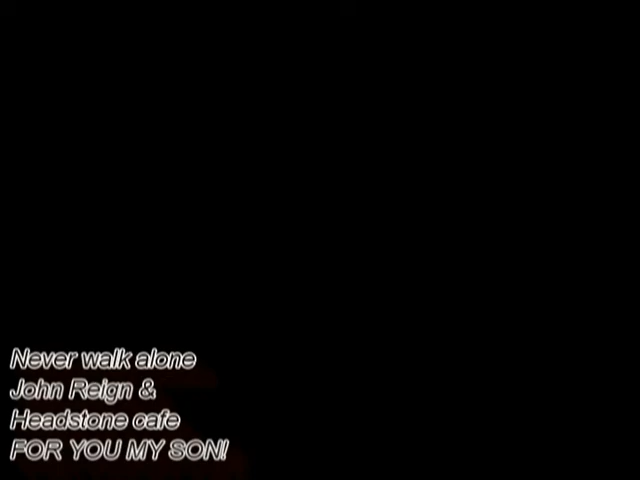 Never walk alone
John Reign &
Headstone cafe
FOR YOU MY SON!